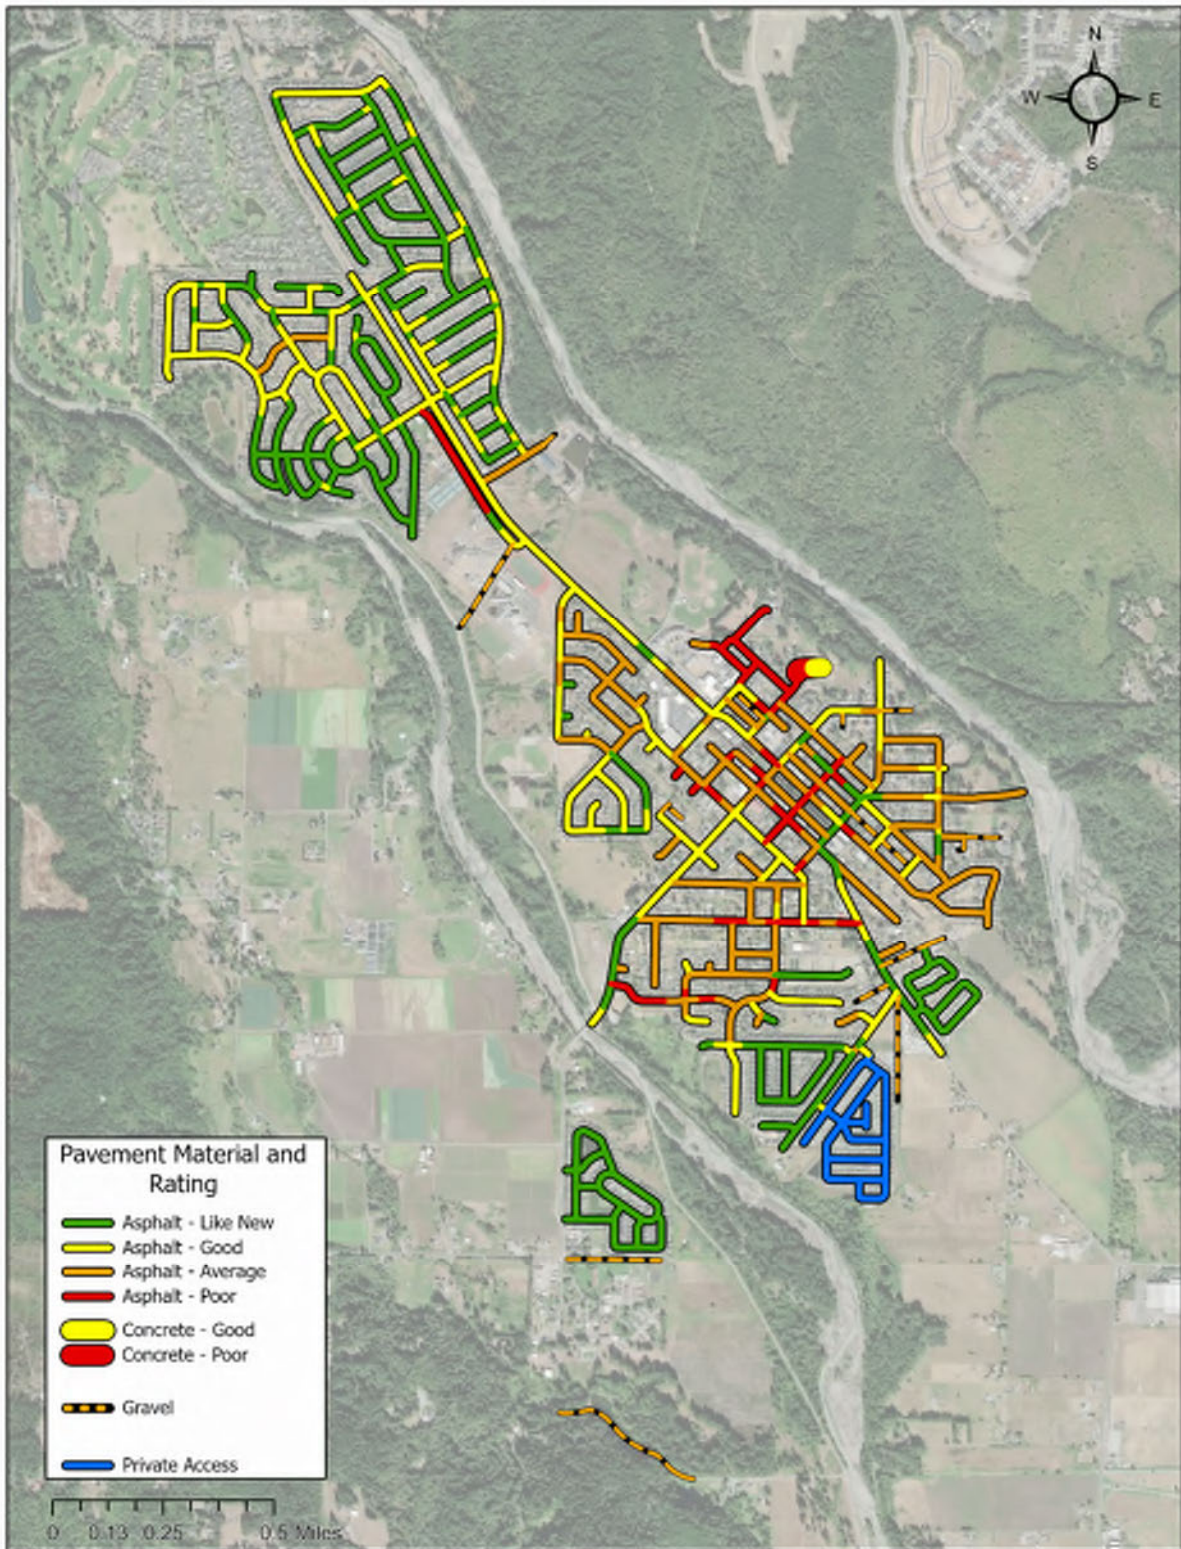 N
W
E
S
Pavement Material and
Rating
Asphalt - Like New
Asphalt - Good
Asphalt - Average
Asphalt - Poor
Concrete - Good
Concrete - Poor
Gravel
Private Access
0 0.13 0.25 0.5 Miles